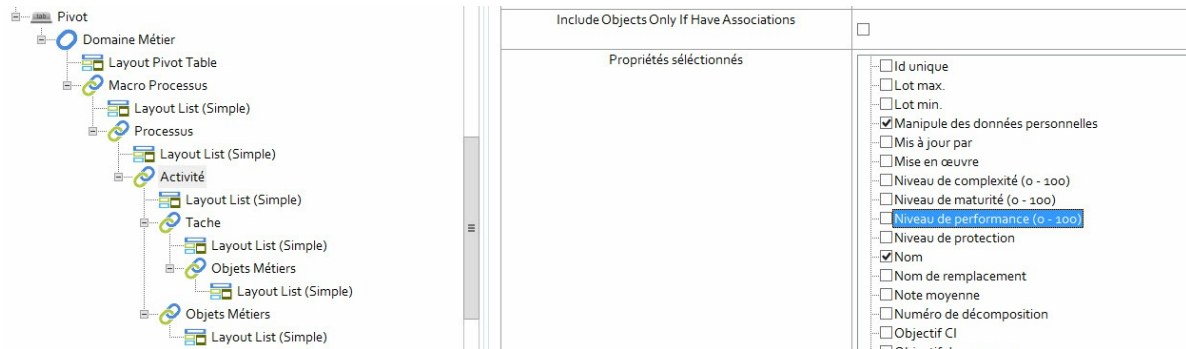 Pivot
Domaine Métier
Layout Pivot Table
Macro Processus
Layout List (Simple)
Processus
Layout List (Simple)
Activité
Layout List (Simple)
Tache
Layout List (Simple)
Objets Métiers
Layout List (Simple)
Objets Métiers
Layout List (Simple)
Include Objects Only If Have Associations
Propriétés séléctionnés
Id unique
Lot max.
Lot min.
Manipule des données personnelles
Mis à jour par
Mise en œuvre
Niveau de complexité (0 - 100)
Niveau de maturité (0 - 100)
Niveau de performance (0 - 100)
Niveau de protection
Nom
Nom de remplacement
Note moyenne
Numéro de décomposition
Objectif CI